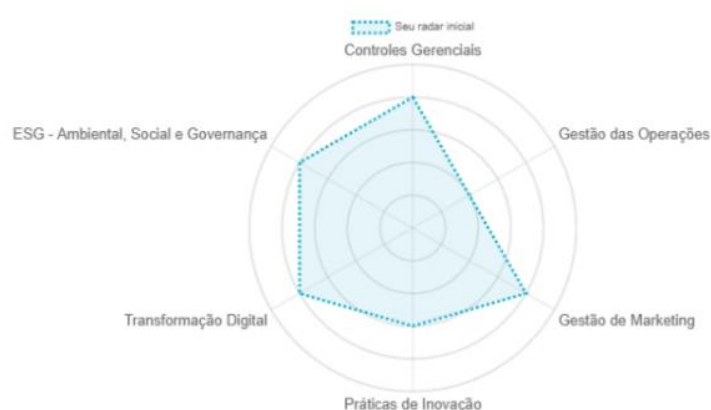 Seu radar inicial
Controles Gerenciais
ESG - Ambiental, Social e Governança
Gestão das Operações
Transformação Digital
Gestão de Marketing
Práticas de Inovação